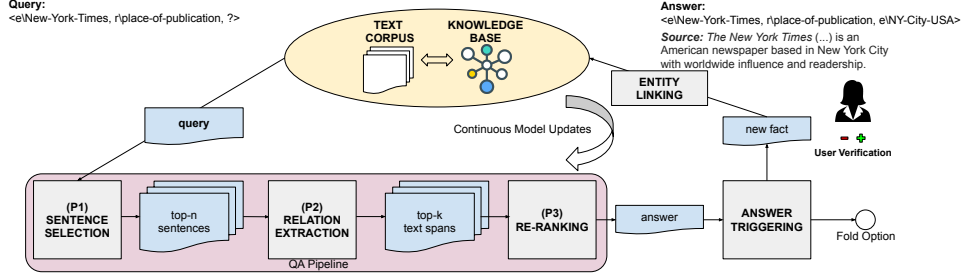 Query:
<e\New-York-Times, r\place-of-publication, ?>
Answer:
<e\New-York-Times, r\place-of-publication, e\NY-City-USA>
Source: The New York Times (...) is an
American newspaper based in New York City
with worldwide influence and readership.
TEXT
CORPUS
KNOWLEDGE
BASE
ENTITY
LINKING
query
Continuous Model Updates
new fact
User Verification
(P1)
SENTENCE
SELECTION
top-n
sentences
(P2)
RELATION
EXTRACTION
top-k
text spans
(P3)
RE-RANKING
answer
ANSWER
TRIGGERING
Fold Option
QA Pipeline